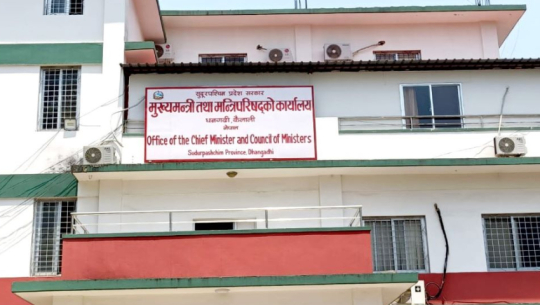 सुदूरपश्चिम प्रदेश सरकार
मुख्यमन्त्री तथा मन्त्रिपरिषद्को कार्यालय
धनगढी, कैलाली
नेपाल
Office of the Chief Minister and Council of Ministers
Sudurpashchim Province, Dhangadhi